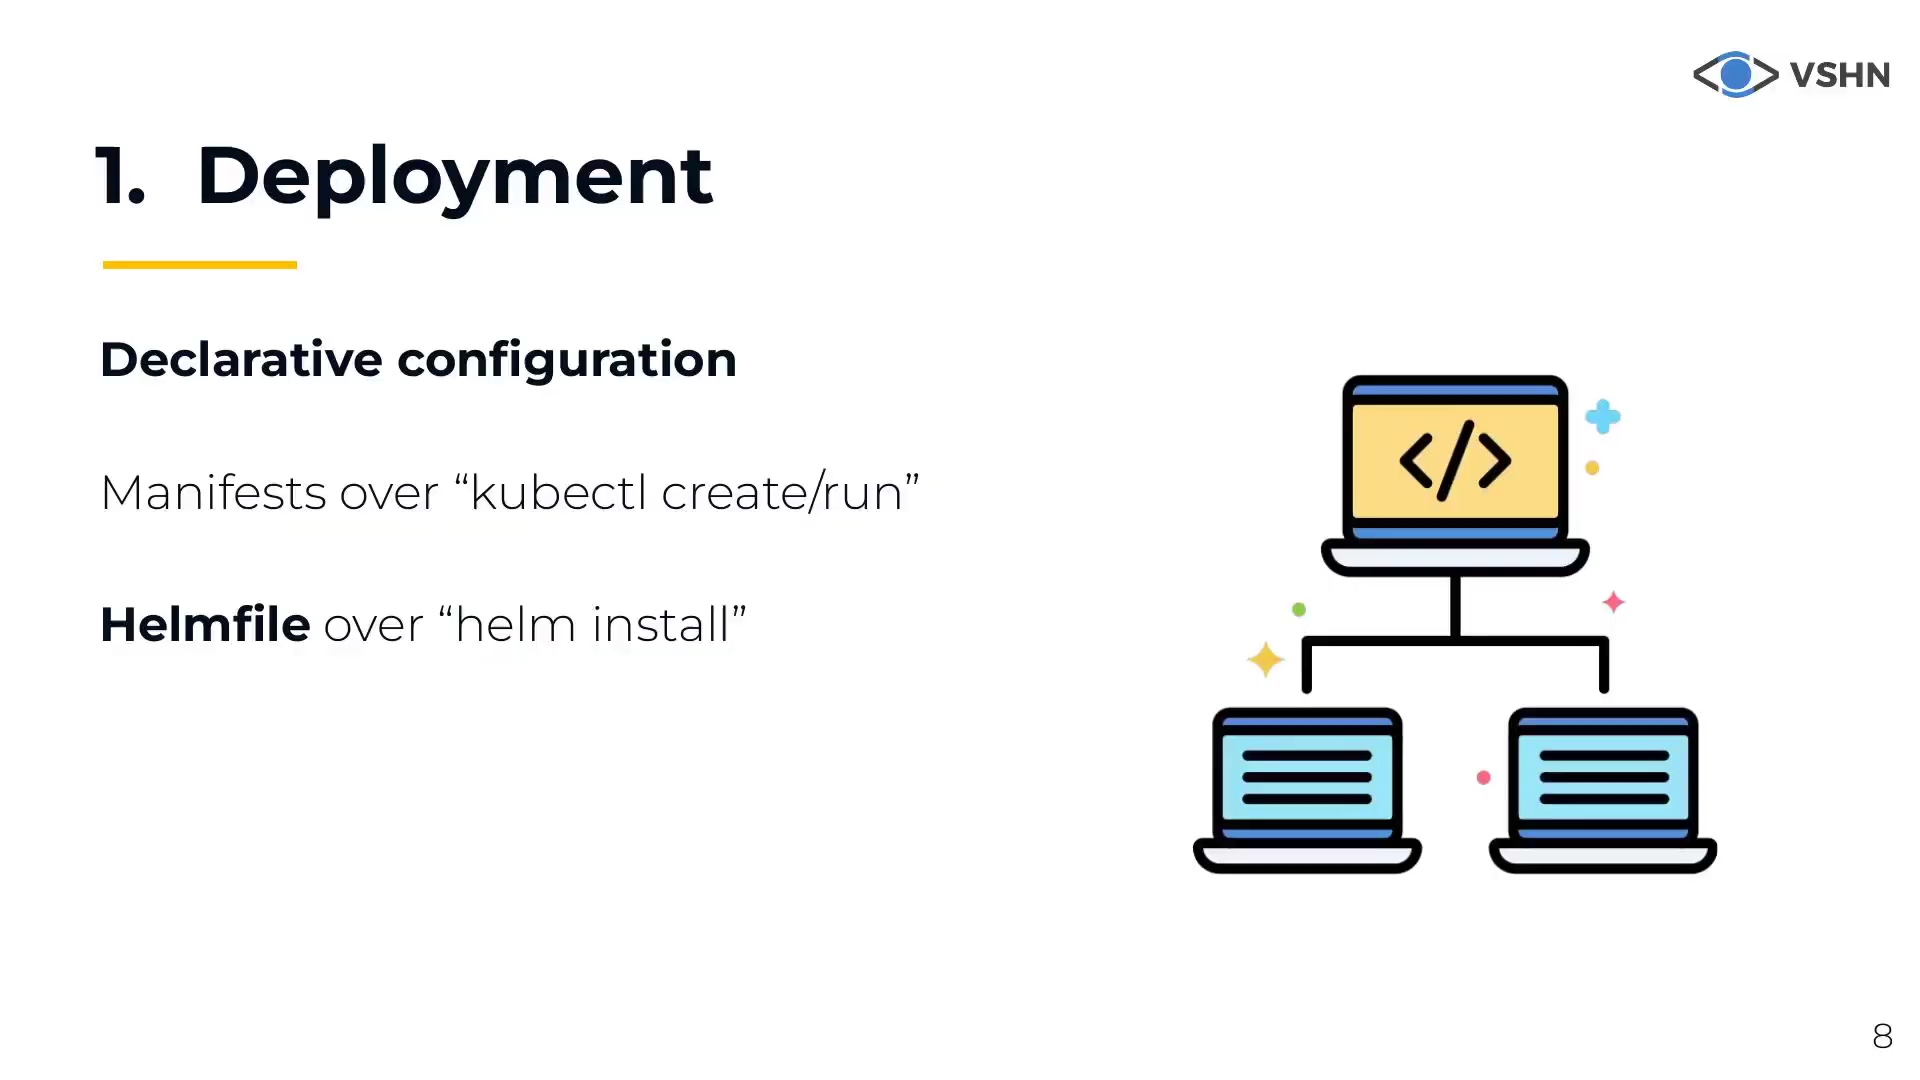 VSHN
1. Deployment
Declarative configuration
Manifests over “kubectl create/run”
Helmfile over “helm install”
</>
8